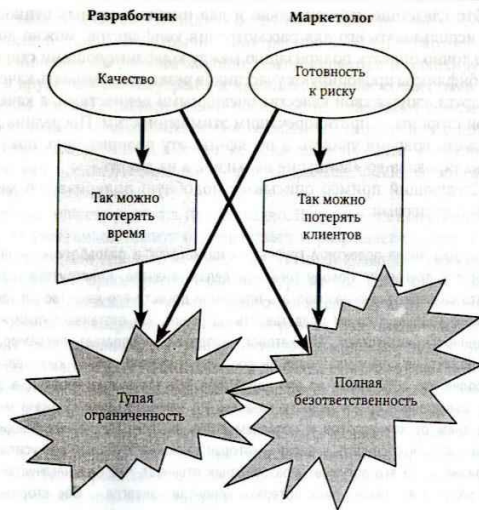 Разработчик
Маркетолог
Качество
Готовность
к риску
Так можно
потерять
время
Так можно
потерять
клиентов
Тупая
ограниченность
Полная
безответственность